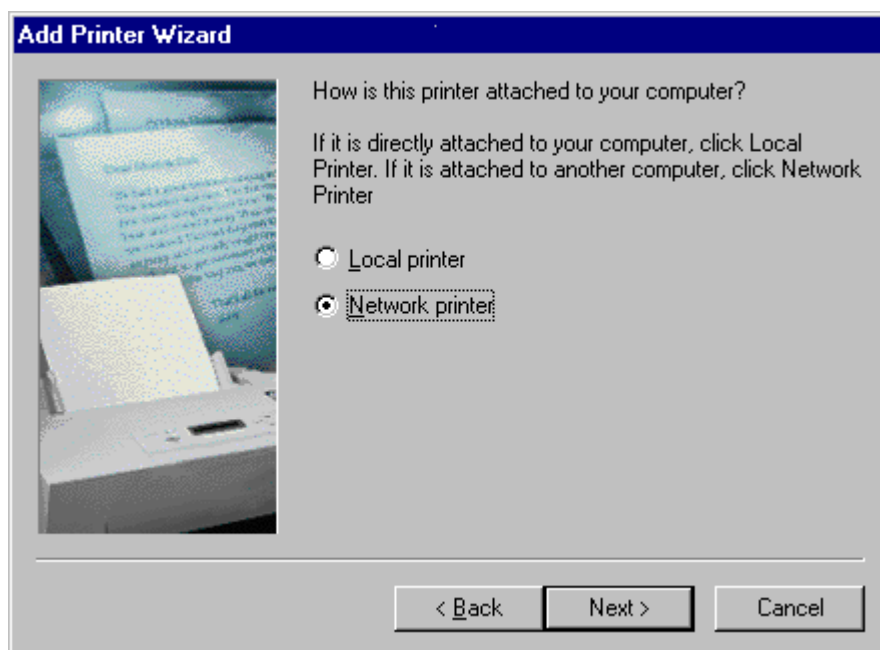 Add Printer Wizard
How is this printer attached to your computer?
If it is directly attached to your computer, click Local
Printer. If it is attached to another computer, click Network
Printer
Local printer
Network printer
< Back
Next >
Cancel